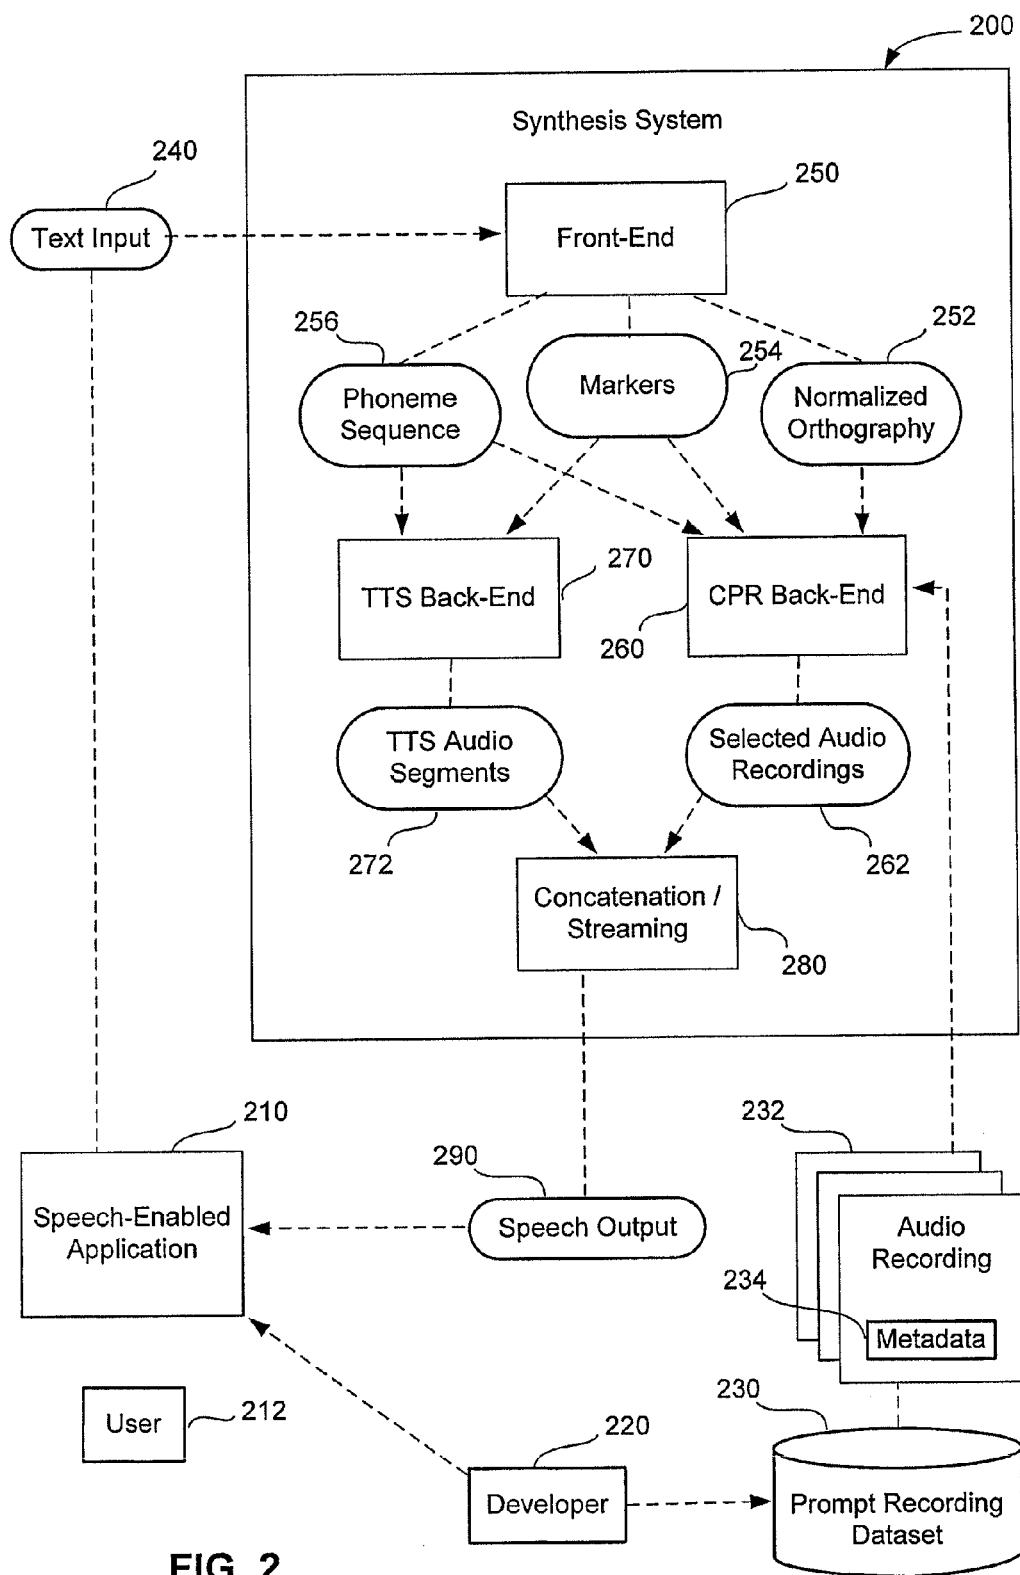 200
Synthesis System
240
250
Text Input
Front-End
256
254
252
Phoneme
Sequence
Markers
Normalized
Orthography
TTS Back-End
270
CPR Back-End
260
TTS Audio
Segments
Selected Audio
Recordings
272
262
Concatenation /
Streaming
280
210
232
290
Speech-Enabled
Application
Speech Output
Audio
Recording
234
Metadata
230
User
212
220
Developer
Prompt Recording
Dataset
FIG. 2